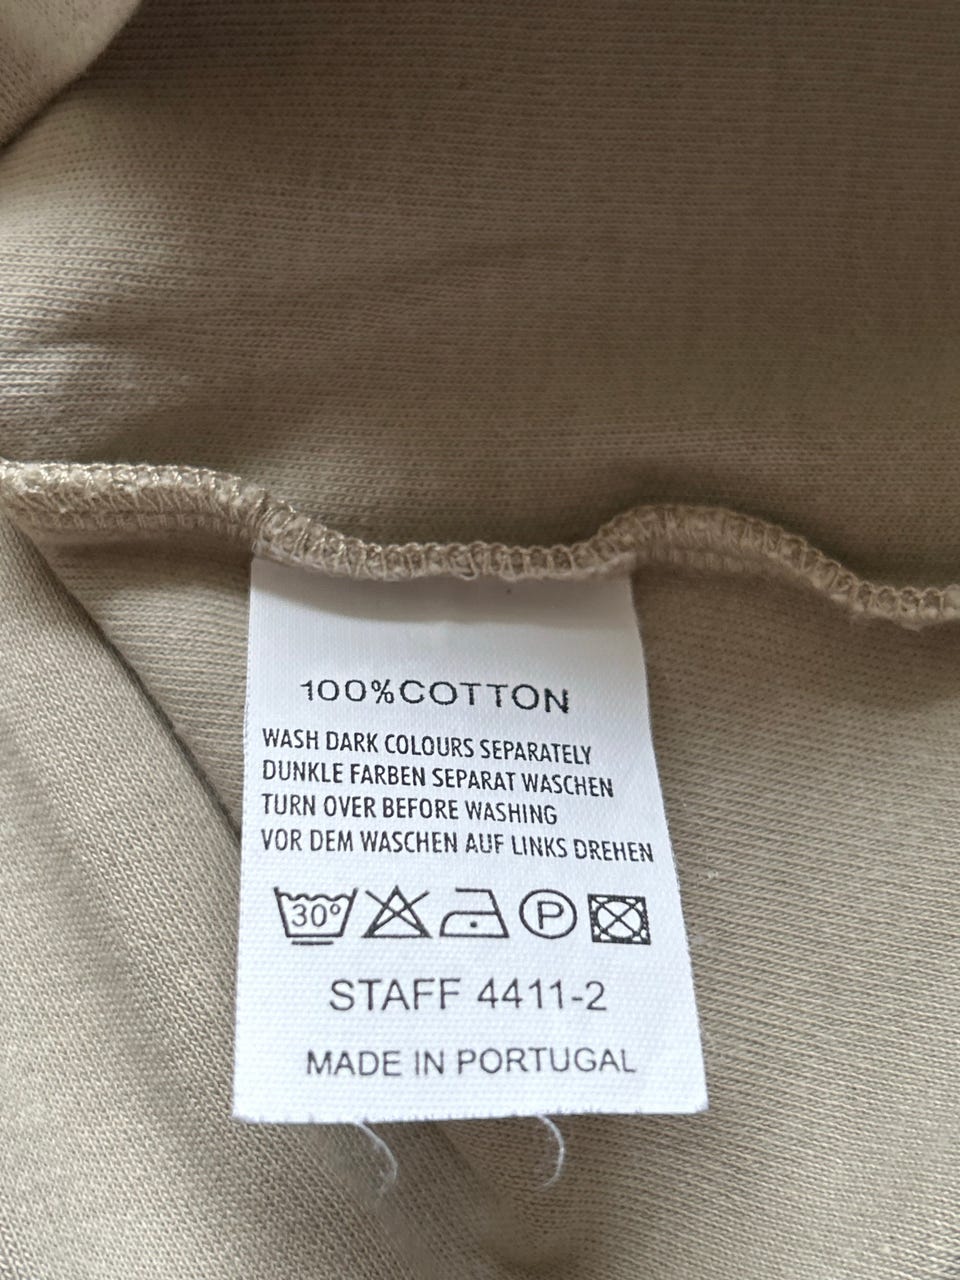 100%COTTON
WASH DARK COLOURS SEPARATELY
DUNKLE FARBEN SEPARAT WASCHEN
TURN OVER BEFORE WASHING
VOR DEM WASCHEN AUF LINKS DREHEN
30° P
STAFF 4411-2
MADE IN PORTUGAL